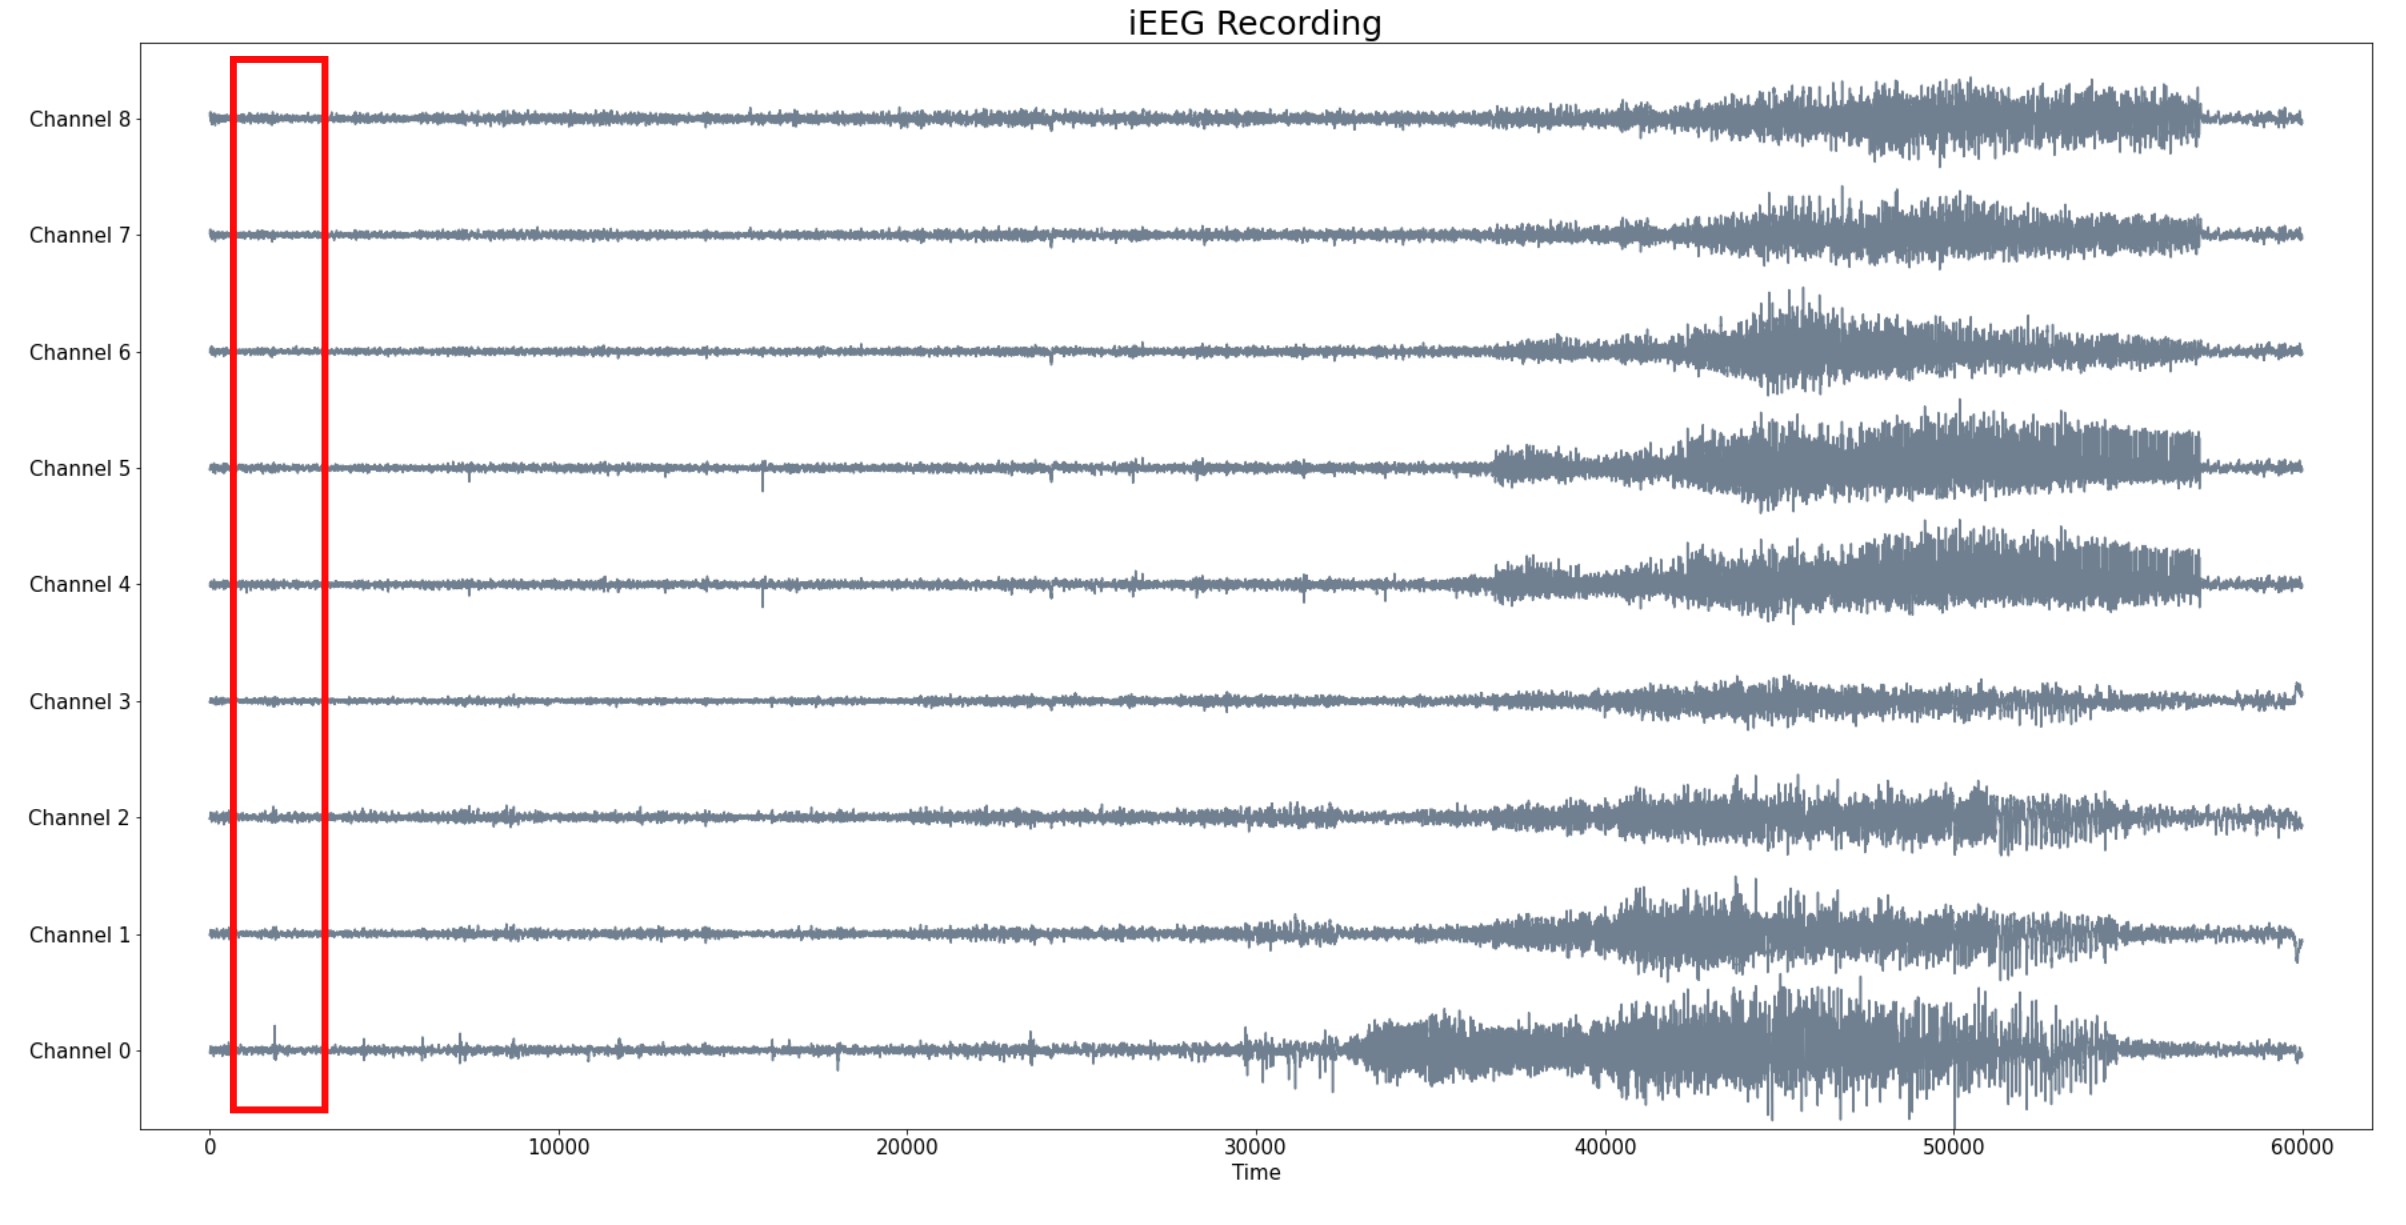 iEEG Recording
Channel 8
Channel 7
Channel 6
Channel 5
Channel 4
Channel 3
Channel 2
Channel 1
Channel 0
0 10000 20000 30000 40000 50000 60000
Time